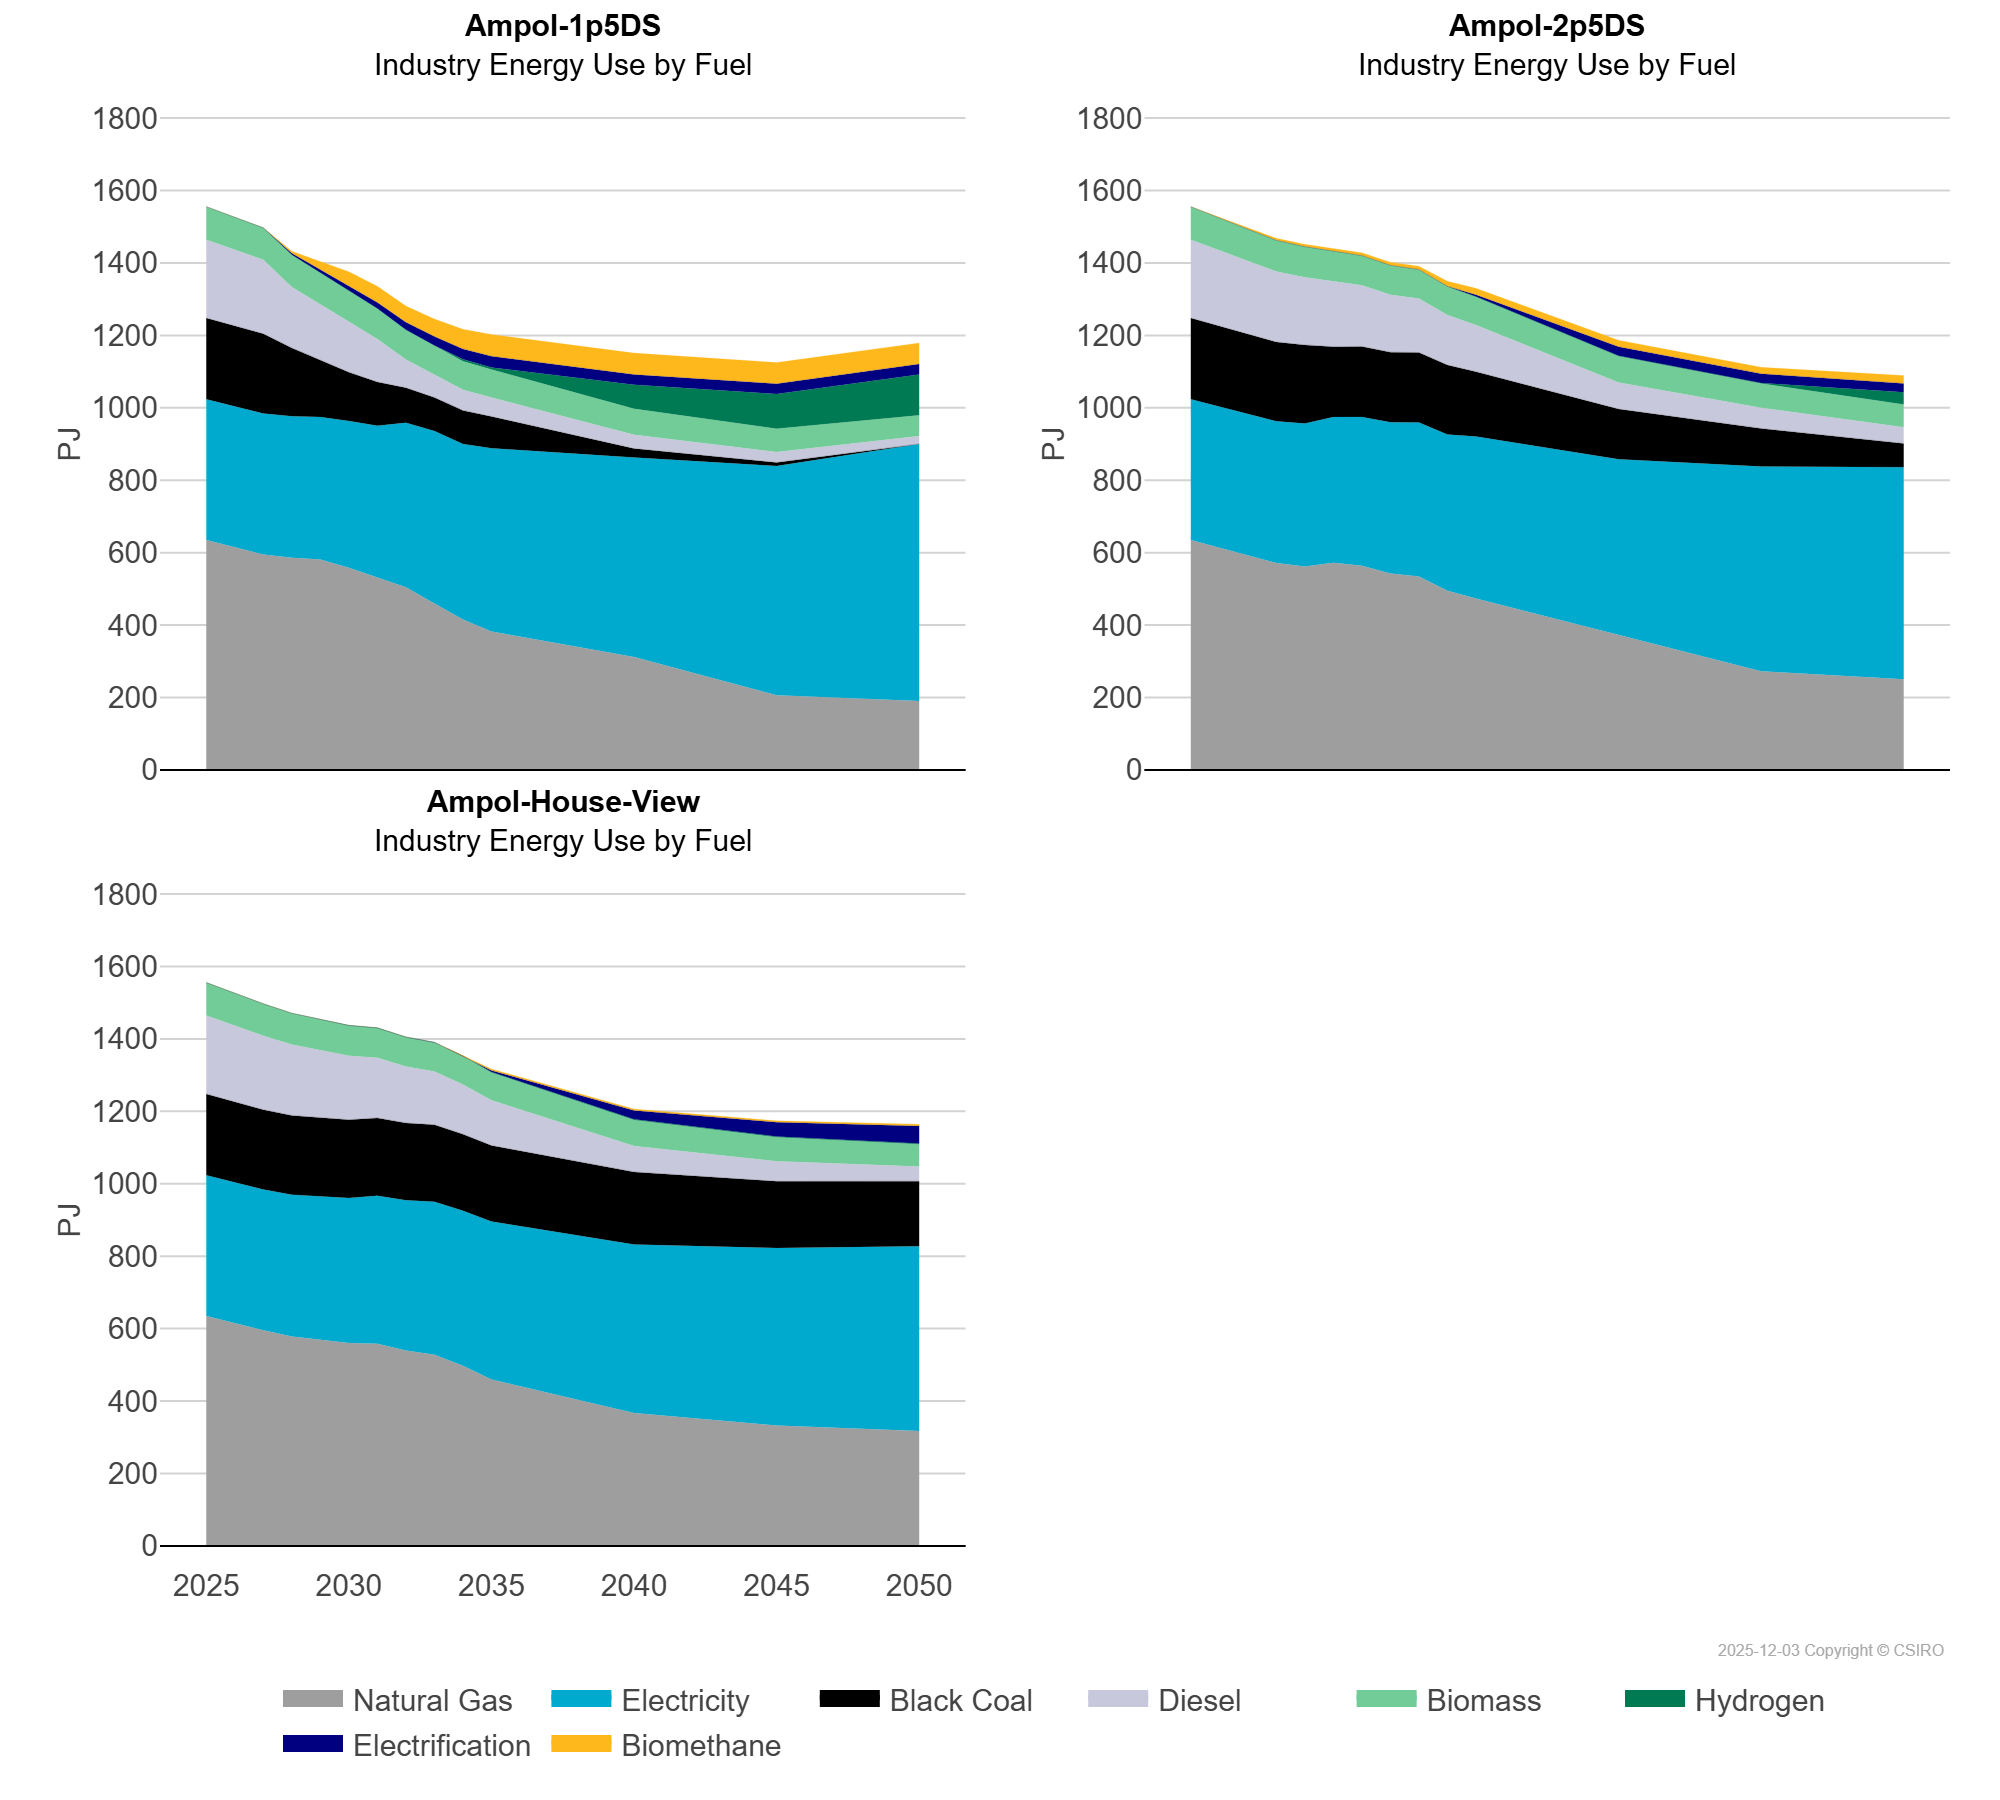 Ampol-1p5DS
Industry Energy Use by Fuel
1800
1600
1400
1200
1000
800
600
400
200
0
PJ
Ampol-2p5DS
Industry Energy Use by Fuel
1800
1600
1400
1200
1000
800
600
400
200
0
PJ
Ampol-House-View
Industry Energy Use by Fuel
1800
1600
1400
1200
1000
800
600
400
200
0
PJ
2025 2030 2035 2040 2045 2050
2025-12-03 Copyright © CSIRO
Natural Gas Electricity Black Coal Diesel Biomass Hydrogen
Electrification Biomethane